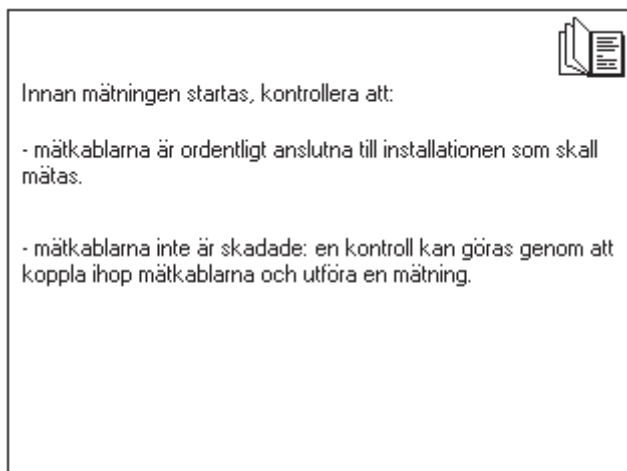 Innan mätningen startas, kontrollera att:
- mätkablarna är ordentligt anslutna till installationen som skall
mätas.
- mätkablarna inte är skadade: en kontroll kan göras genom att
koppla ihop mätkablarna och utföra en mätning.